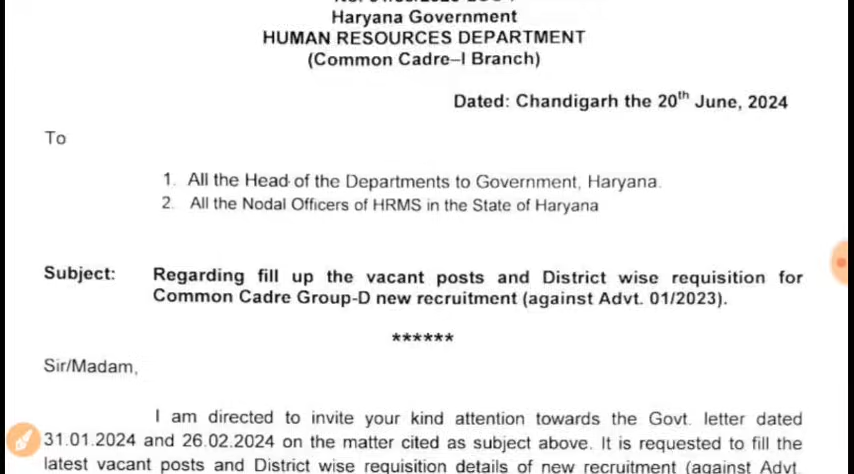 Haryana Government
HUMAN RESOURCES DEPARTMENT
(Common Cadre–I Branch)
Dated: Chandigarh the 20th June, 2024
To
1. All the Head of the Departments to Government, Haryana.
2. All the Nodal Officers of HRMS in the State of Haryana
Subject: Regarding fill up the vacant posts and District wise requisition for
Common Cadre Group-D new recruitment (against Advt. 01/2023).
******
Sir/Madam,
I am directed to invite your kind attention towards the Govt. letter dated
31.01.2024 and 26.02.2024 on the matter cited as subject above. It is requested to fill the
latest vacant posts and District wise requisition details of new recruitment (against Advt.